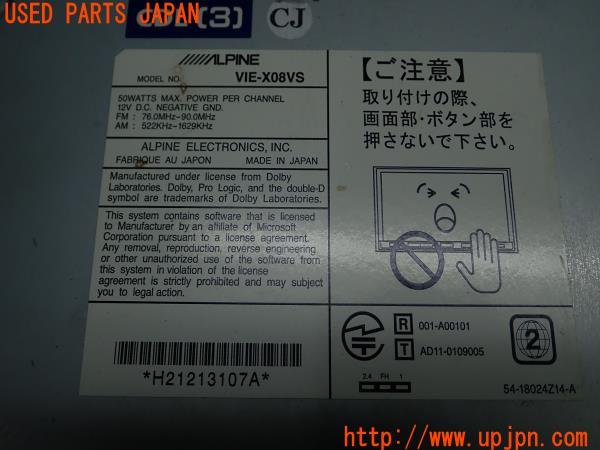 USED PARTS JAPAN
(3) CJ
ALPINE
MODEL NO. VIE-X08VS
50WATTS MAX. POWER PER CHANNEL
12V D.C. NEGATIVE GND.
FM : 76.0MHz-90.0MHz
AM : 522KHz-1629KHz
ALPINE ELECTRONICS, INC.
FABRIQUÉ AU JAPON MADE IN JAPAN
Manufactured under license from Dolby
Laboratories. Dolby, Pro Logic, and the double-D
symbol are trademarks of Dolby Laboratories.
This system contains software that is licensed
to Manufacturer by an affiliate of Microsoft
Corporation pursuant to a license agreement.
Any removal, reproduction, reverse engineering
or other unauthorized use of the software from
this system in violation of the license
agreement is strictly prohibited and may subject
you to legal action.
*H21213107A*
【ご注意】
取り付けの際、
画面部・ボタン部を
押さないで下さい。
R 001-A00101
T AD11-0109005
2
2.4 FH 1
54-18024Z14-A
http://www.upjpn.com/